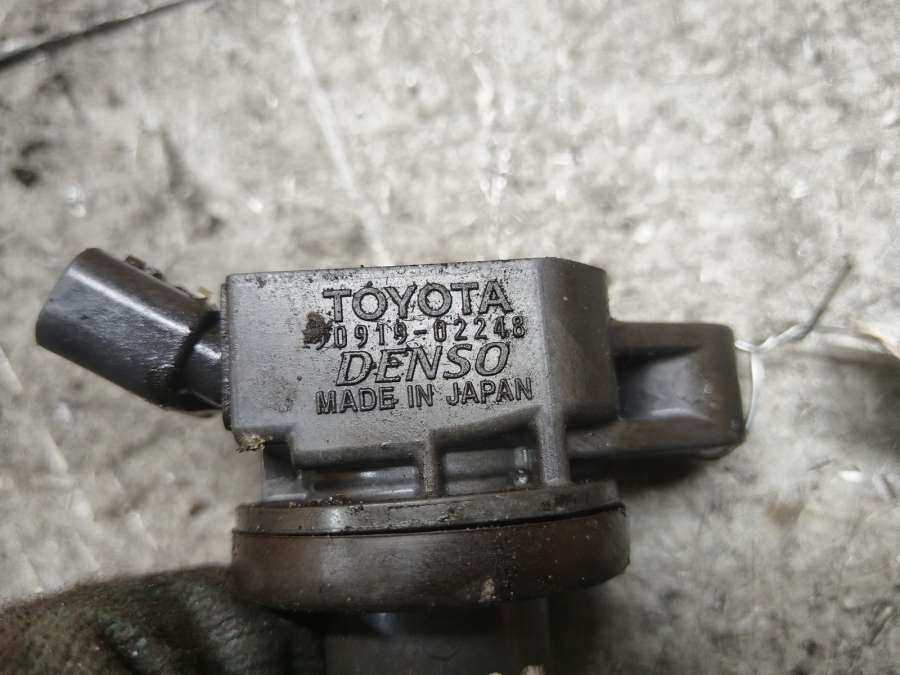 TOYOTA
90919-02248
DENSO
MADE IN JAPAN